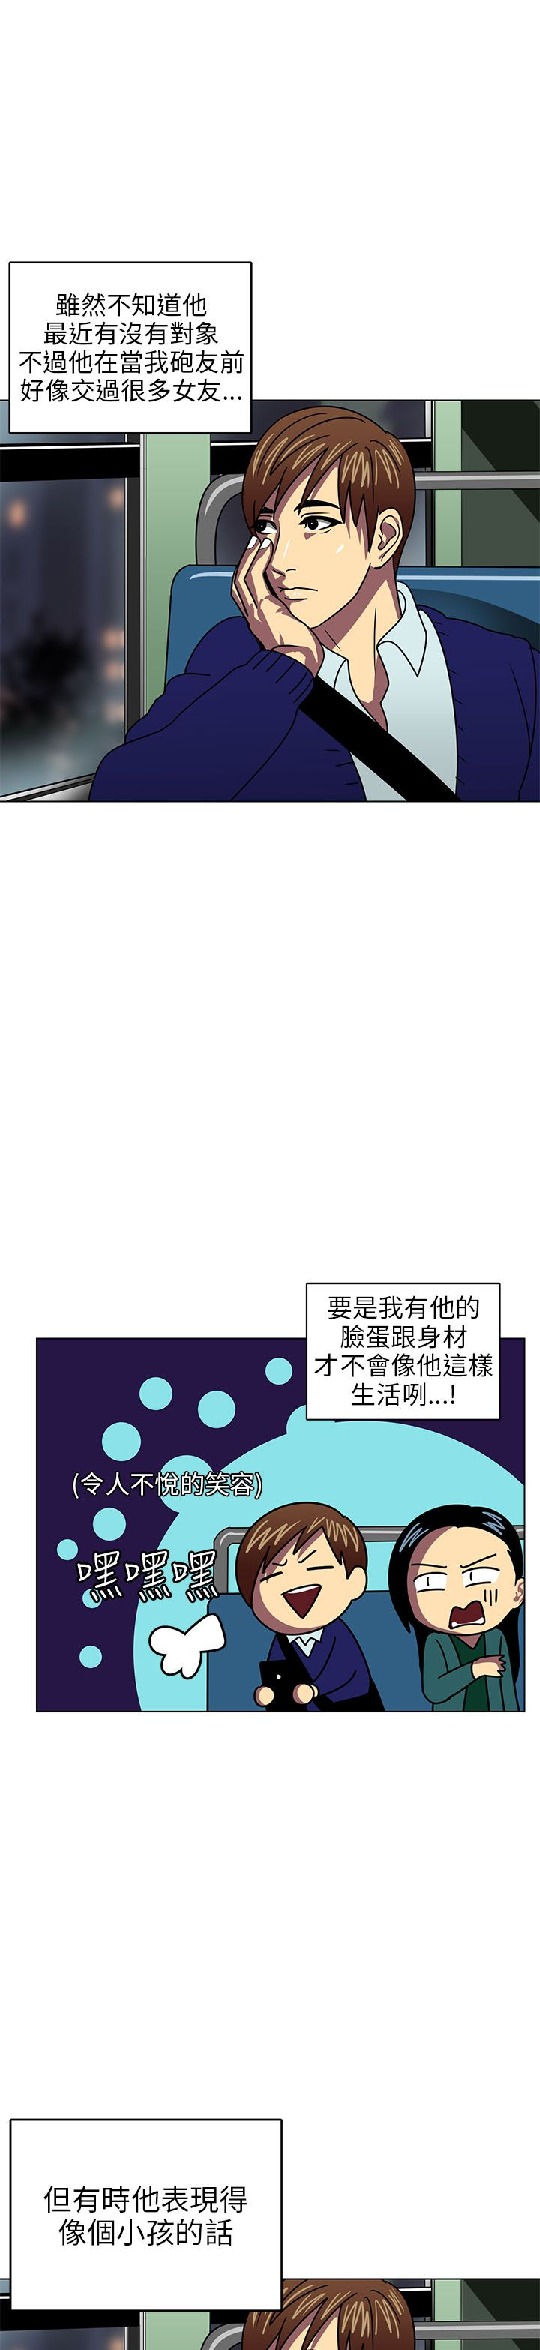 雖然不知道他
最近有沒有對象
不過他在當我砲友前
好像交過很多女友...
要是我有他的
臉蛋跟身材
才不會像他這樣
生活咧...!
(令人不悅的笑容)
嘿嘿嘿
但有時他表現得
像個小孩的話